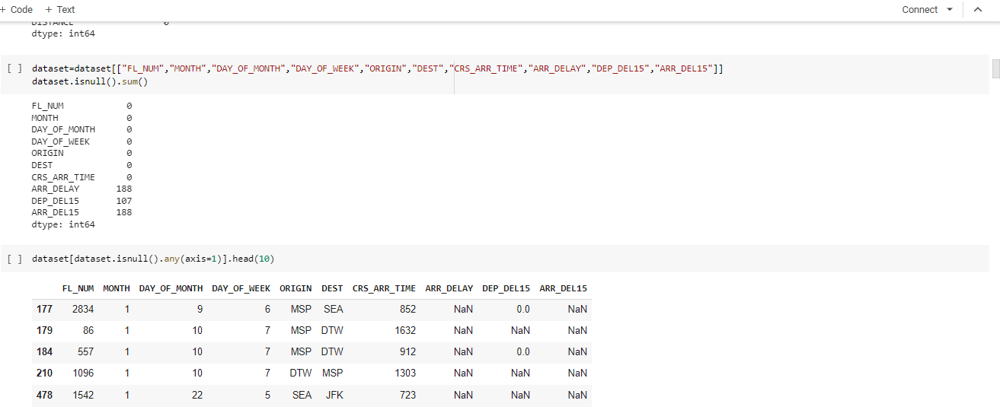 + Code + Text Connect
DISTANCE 0
dtype: int64
[ ] dataset=dataset[["FL_NUM","MONTH","DAY_OF_MONTH","DAY_OF_WEEK","ORIGIN","DEST","CRS_ARR_TIME","ARR_DELAY","DEP_DEL15","ARR_DEL15"]]
dataset.isnull().sum()
FL_NUM 0
MONTH 0
DAY_OF_MONTH 0
DAY_OF_WEEK 0
ORIGIN 0
DEST 0
CRS_ARR_TIME 0
ARR_DELAY 188
DEP_DEL15 107
ARR_DEL15 188
dtype: int64
[ ] dataset[dataset.isnull().any(axis=1)].head(10)
FL_NUM MONTH DAY_OF_MONTH DAY_OF_WEEK ORIGIN DEST CRS_ARR_TIME ARR_DELAY DEP_DEL15 ARR_DEL15
177 2834 1 9 6 MSP SEA 852 NaN 0.0 NaN
179 86 1 10 7 MSP DTW 1632 NaN NaN NaN
184 557 1 10 7 MSP DTW 912 NaN 0.0 NaN
210 1096 1 10 7 DTW MSP 1303 NaN NaN NaN
478 1542 1 22 5 SEA JFK 723 NaN NaN NaN